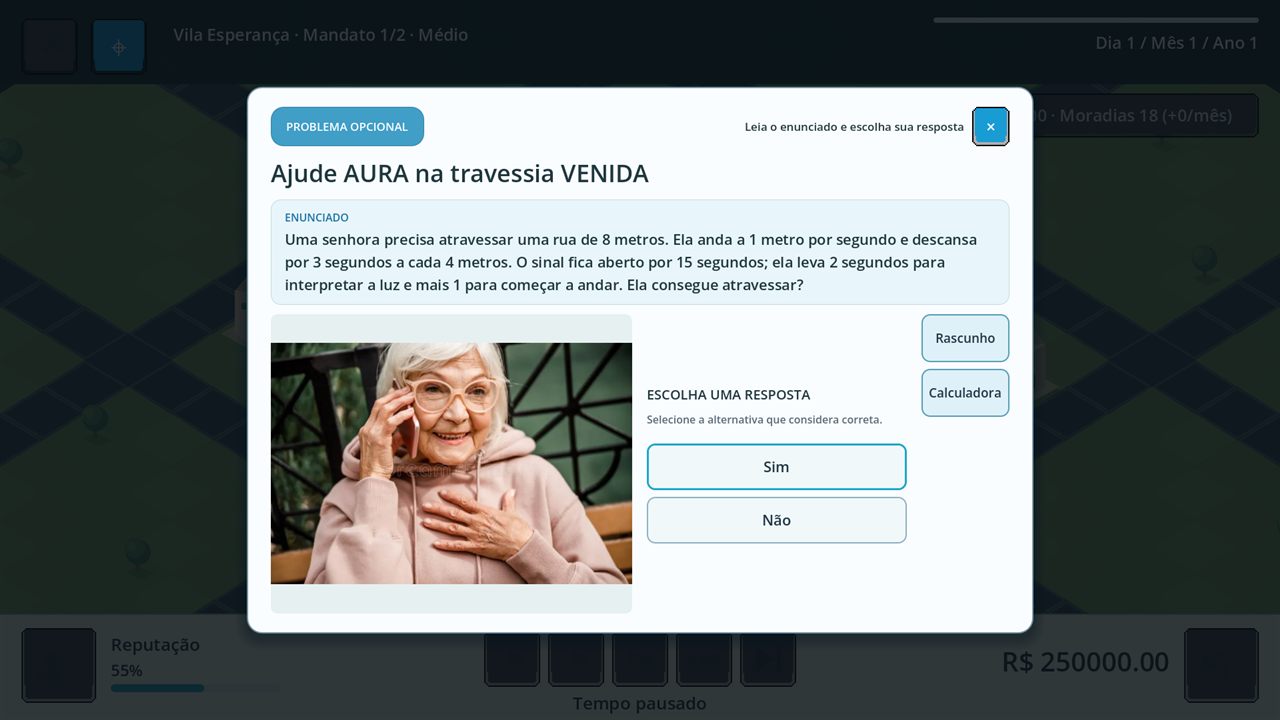 Vila Esperança · Mandato 1/2 · Médio
Dia 1 / Mês 1 / Ano 1
0 · Moradias 18 (+0/mês)
PROBLEMA OPCIONAL
Leia o enunciado e escolha sua resposta
×
Ajude AURA na travessia VENIDA
ENUNCIADO
Uma senhora precisa atravessar uma rua de 8 metros. Ela anda a 1 metro por segundo e descansa
por 3 segundos a cada 4 metros. O sinal fica aberto por 15 segundos; ela leva 2 segundos para
interpretar a luz e mais 1 para começar a andar. Ela consegue atravessar?
Rascunho
Calculadora
ESCOLHA UMA RESPOSTA
Selecione a alternativa que considera correta.
Sim
Não
Reputação
55%
Tempo pausado
R$ 250000.00